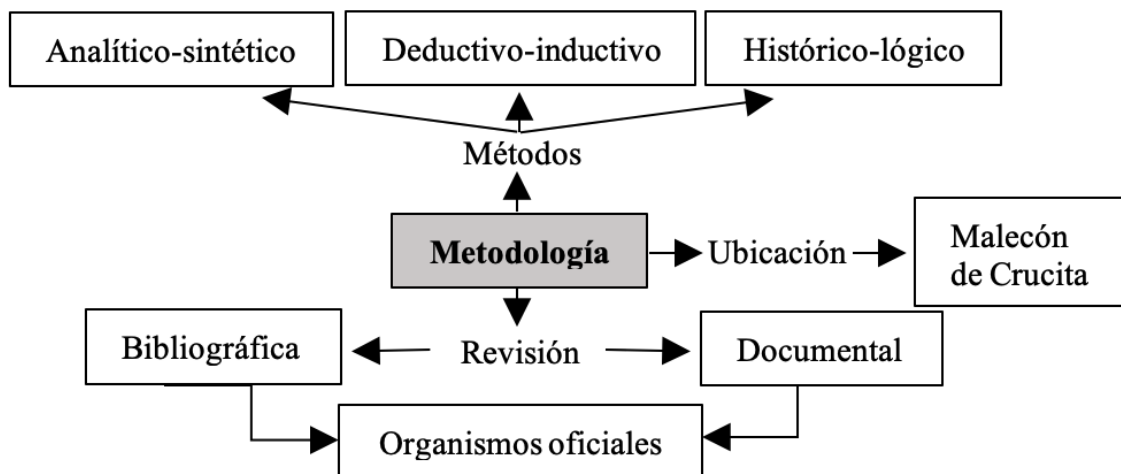 Analítico-sintético
Deductivo-inductivo
Histórico-lógico
Métodos
Metodología
Ubicación
Malecón
de Crucita
Bibliográfica
Revisión
Documental
Organismos oficiales